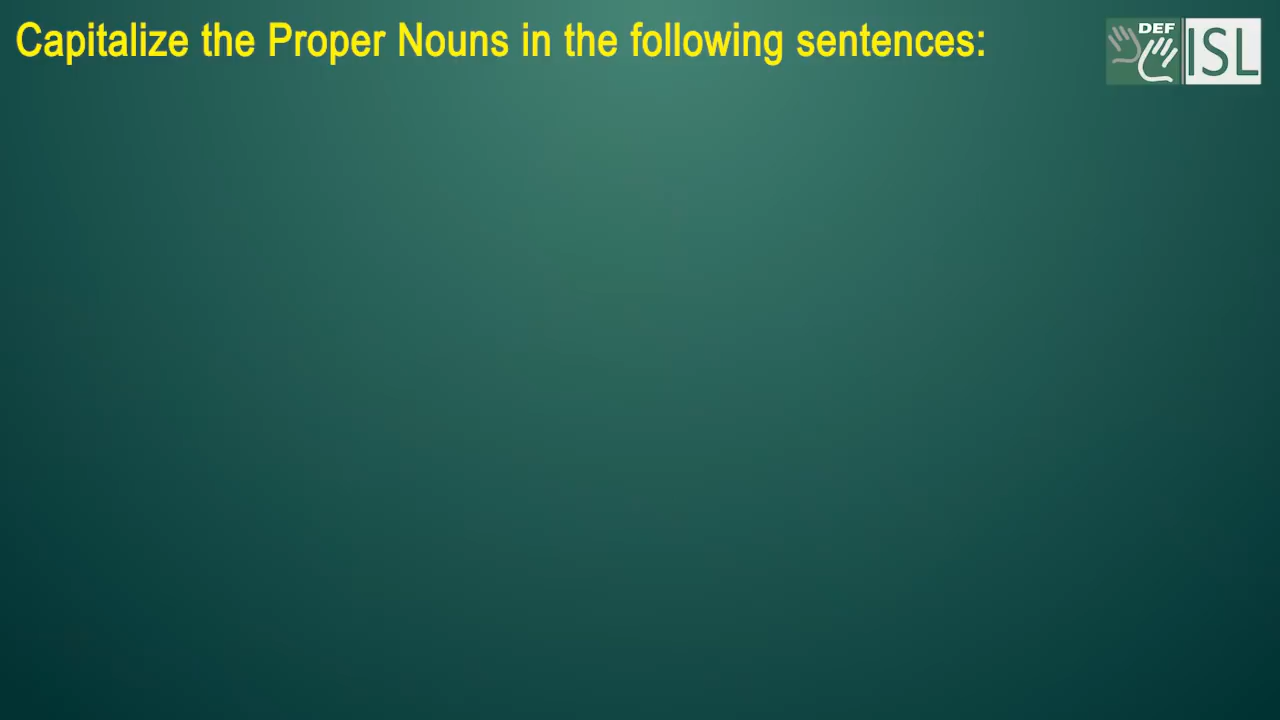 Capitalize the Proper Nouns in the following sentences:
DEF
ISL